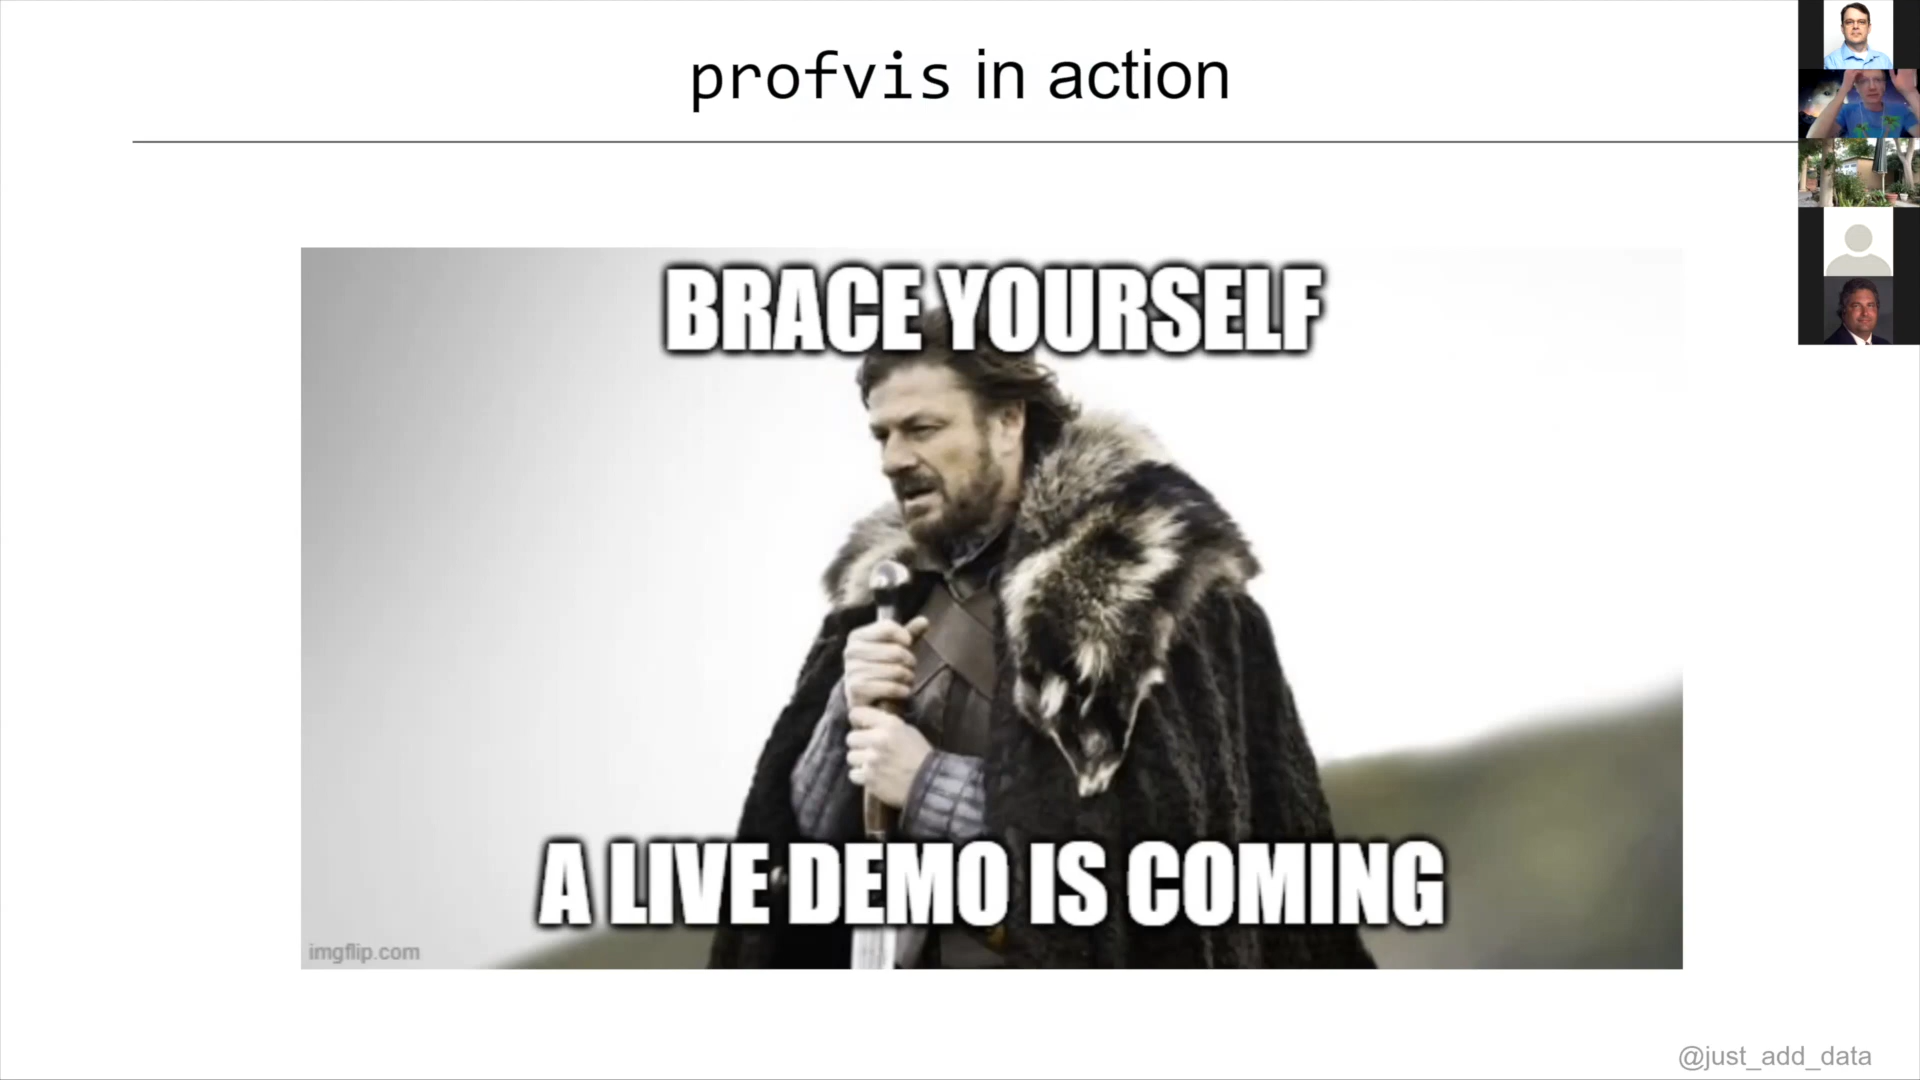 profvis in action
BRACE YOURSELF
A LIVE DEMO IS COMING
imgflip.com
@just_add_data